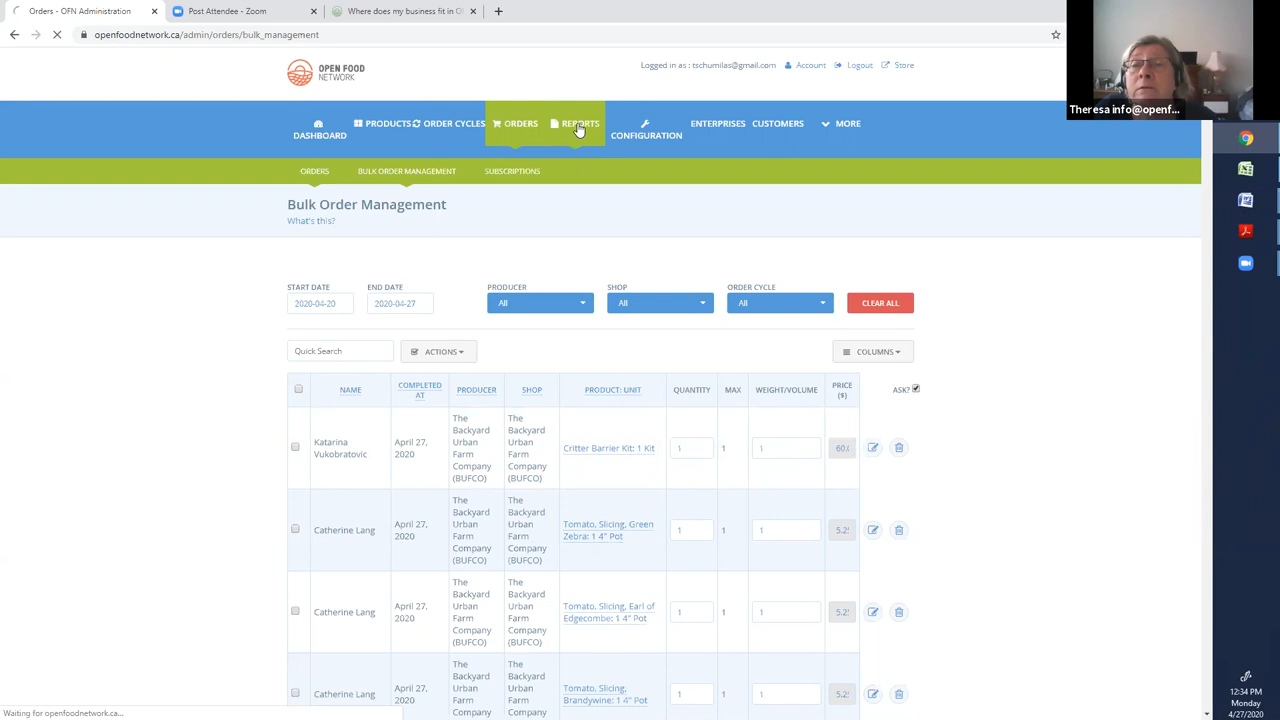 Orders - OFN Administration
Post Attendee - Zoom
Where does my business fit in O
openfoodnetwork.ca/admin/orders/bulk_management
Theresa info@openf...
OPEN FOOD
NETWORK
Logged in as : tschumilas@gmail.com
Account
Logout
Store
DASHBOARD
PRODUCTS
ORDER CYCLES
ORDERS
REPORTS
CONFIGURATION
ENTERPRISES
CUSTOMERS
MORE
ORDERS
BULK ORDER MANAGEMENT
SUBSCRIPTIONS
Bulk Order Management
What's this?
START DATE
END DATE
PRODUCER
SHOP
ORDER CYCLE
2020-04-20
2020-04-27
All
All
All
CLEAR ALL
Quick Search
ACTIONS
COLUMNS
NAME
COMPLETED
AT
PRODUCER
SHOP
PRODUCT: UNIT
QUANTITY
MAX
WEIGHT/VOLUME
PRICE
($)
ASK?
Katarina
Vukobratovic
April 27,
2020
The
Backyard
Urban
Farm
Company
(BUFCO)
The
Backyard
Urban
Farm
Company
(BUFCO)
Critter Barrier Kit: 1 Kit
1
1
1
60.
Catherine Lang
April 27,
2020
The
Backyard
Urban
Farm
Company
(BUFCO)
The
Backyard
Urban
Farm
Company
(BUFCO)
Tomato, Slicing, Green
Zebra: 1 4" Pot
1
1
1
5.2
Catherine Lang
April 27,
2020
The
Backyard
Urban
Farm
Company
(BUFCO)
The
Backyard
Urban
Farm
Company
(BUFCO)
Tomato, Slicing, Earl of
Edgecombe: 1 4" Pot
1
1
1
5.2
Catherine Lang
April 27,
2020
The
Backyard
Urban
Farm
Company
The
Backyard
Urban
Farm
Company
Tomato, Slicing,
Brandywine: 1 4" Pot
1
1
1
5.2
Waiting for openfoodnetwork.ca...
12:34 PM
Monday
4/27/2020